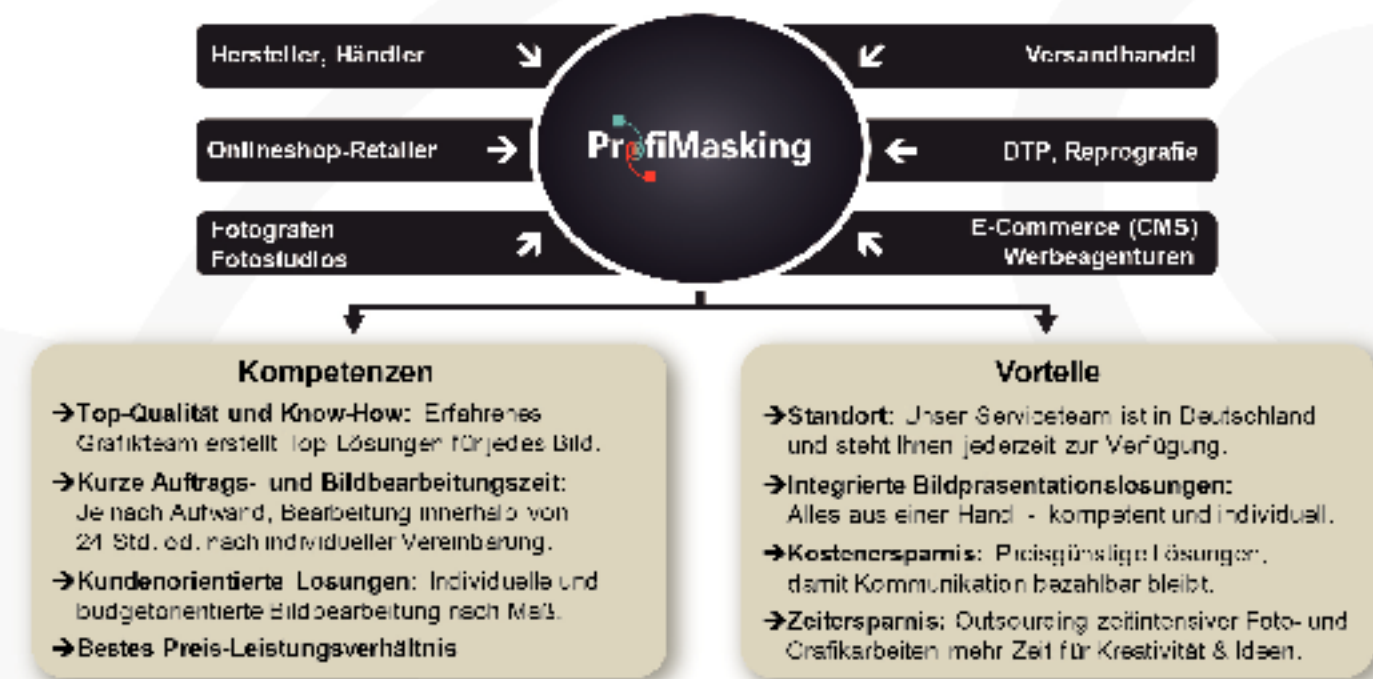 Hersteller, Händler
Versandhandel
ProfiMasking
Onlineshop-Retailer
DTP, Reprografie
Fotografen
Fotostudios
E-Commerce (CMS)
Werbeagenturen
Kompetenzen
→Top-Qualität und Know-How: Erfahrenes
Grafikteam erstellt Top Lösungen für jedes Bild.
→Kurze Auftrags- und Bildbearbeitungszeit:
Je nach Aufwand, Bearbeitung innerhalb von
24 Std. od. nach individueller Vereinbarung.
→Kundenorientierte Lösungen: Individuelle und
budgetorientierte Bildbearbeitung nach Maß.
→Bestes Preis-Leistungsverhältnis
Vorteile
→Standort: Unser Serviceteam ist in Deutschland
und steht Ihnen jederzeit zur Verfügung.
→Integrierte Bildpräsentationslösungen:
Alles aus einer Hand - kompetent und individuell.
→Kostenersparnis: Preisgünstige Lösungen,
damit Kommunikation bezahlbar bleibt.
→Zeitersparnis: Outsourcing zeitintensiver Foto- und
Grafikarbeiten mehr Zeit für Kreativität & Ideen.